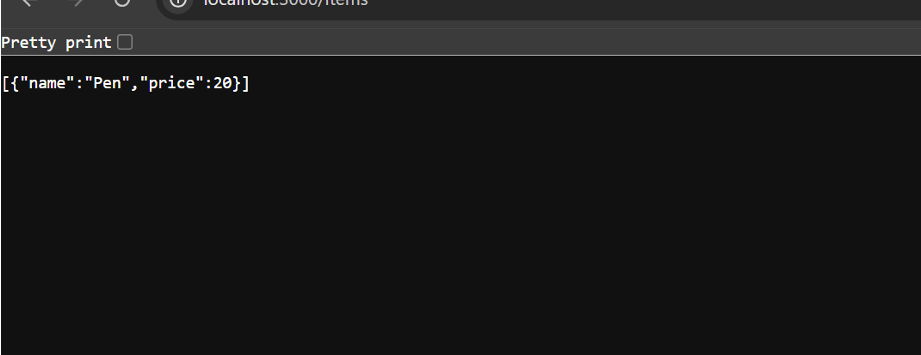 localhost:3000/items
Pretty print
[{"name":"Pen","price":20}]